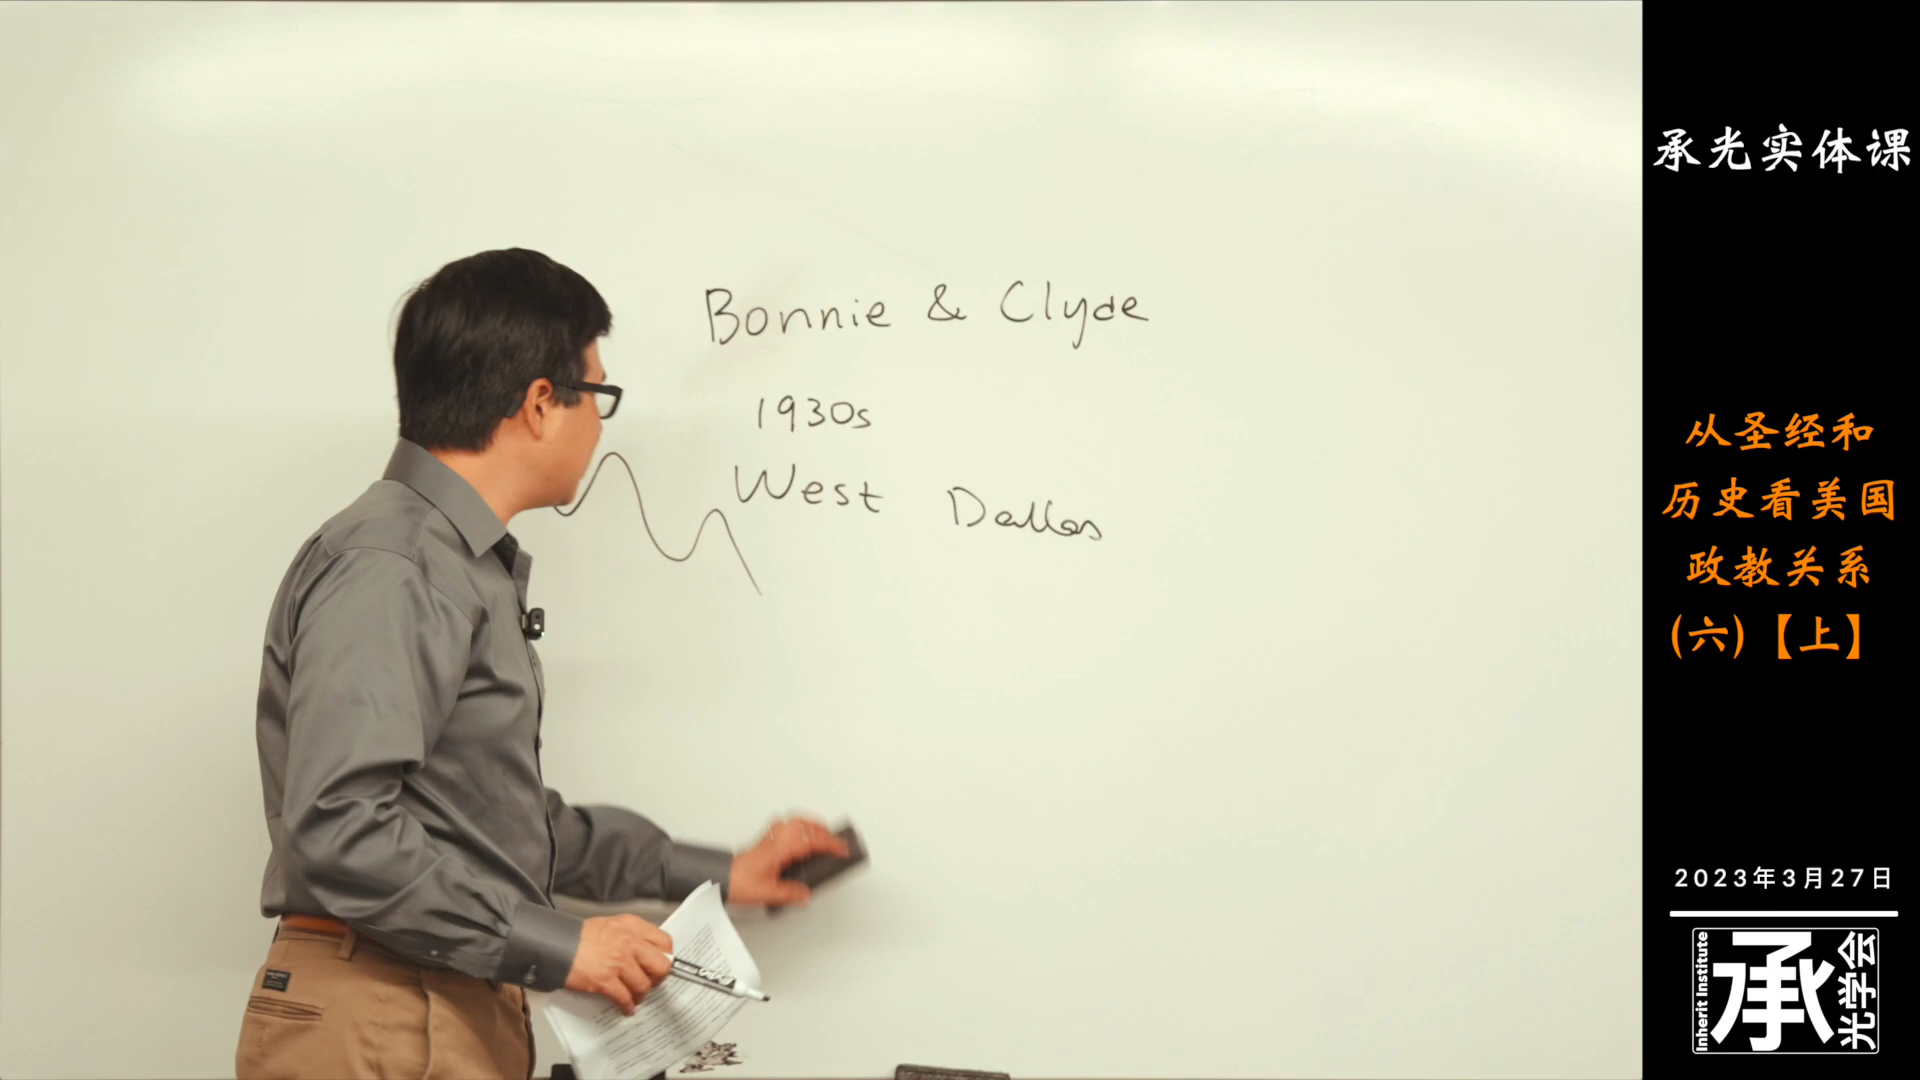 Bonnie & Clyde
1930s
West Dallas
承光实体课
从圣经和
历史看美国
政教关系
(六)【上】
2023年3月27日
Inherit Institute
承
光学会